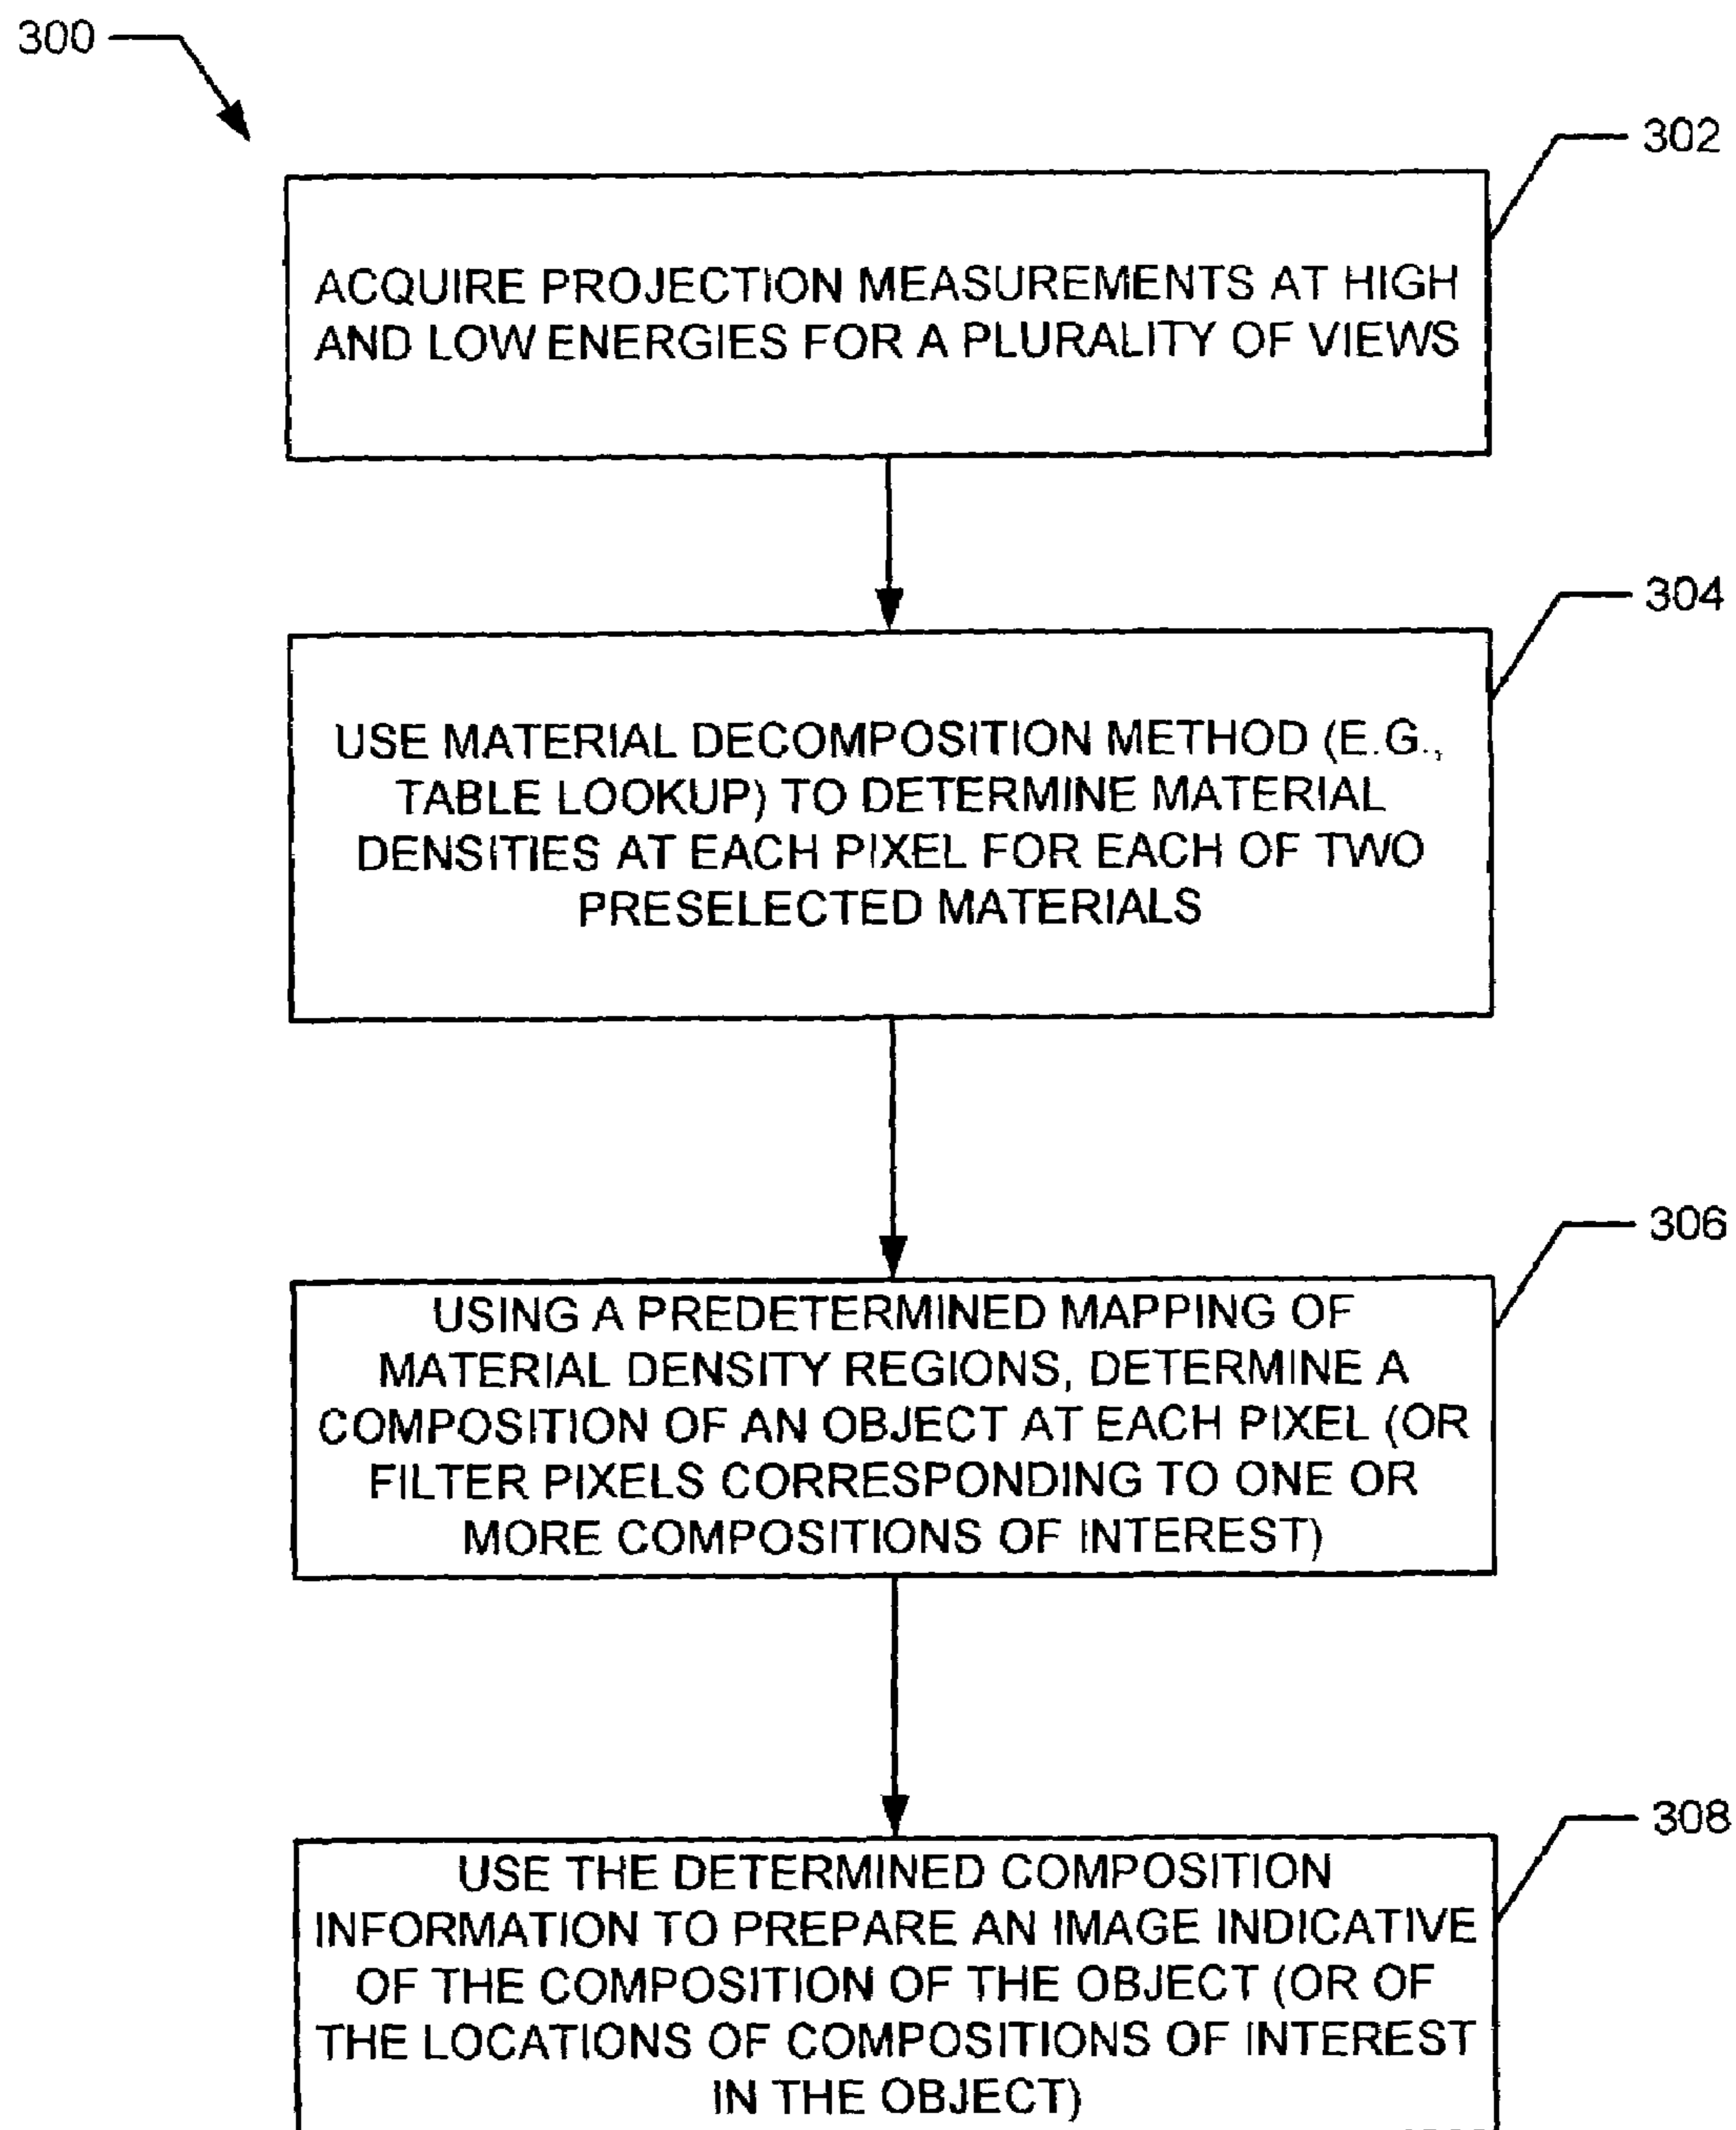 300
302
ACQUIRE PROJECTION MEASUREMENTS AT HIGH
AND LOW ENERGIES FOR A PLURALITY OF VIEWS
304
USE MATERIAL DECOMPOSITION METHOD (E.G.,
TABLE LOOKUP) TO DETERMINE MATERIAL
DENSITIES AT EACH PIXEL FOR EACH OF TWO
PRESELECTED MATERIALS
306
USING A PREDETERMINED MAPPING OF
MATERIAL DENSITY REGIONS, DETERMINE A
COMPOSITION OF AN OBJECT AT EACH PIXEL (OR
FILTER PIXELS CORRESPONDING TO ONE OR
MORE COMPOSITIONS OF INTEREST)
308
USE THE DETERMINED COMPOSITION
INFORMATION TO PREPARE AN IMAGE INDICATIVE
OF THE COMPOSITION OF THE OBJECT (OR OF
THE LOCATIONS OF COMPOSITIONS OF INTEREST
IN THE OBJECT)